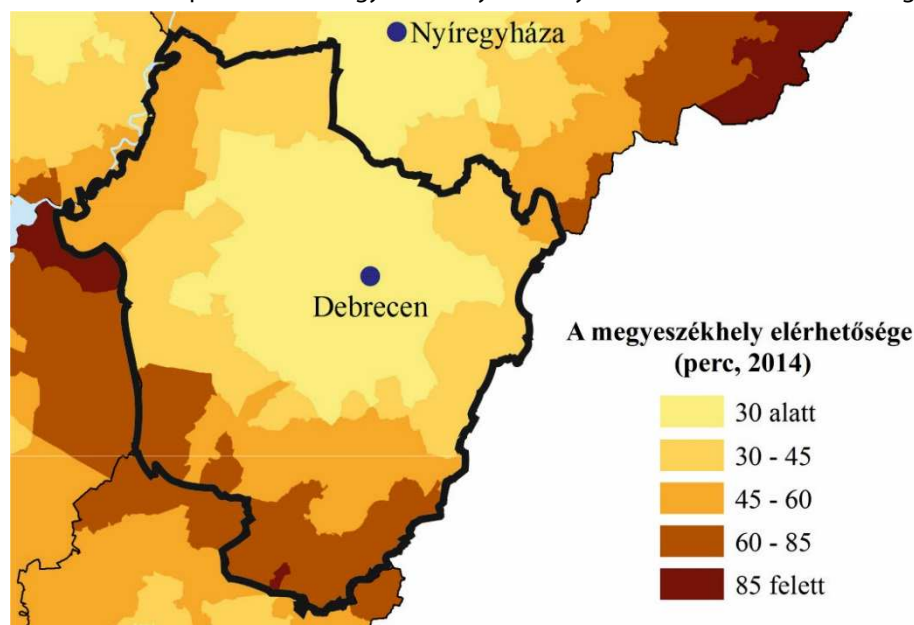 Nyíregyháza
Debrecen
A megyeszékhely elérhetősége
(perc, 2014)
30 alatt
30 - 45
45 - 60
60 - 85
85 felett